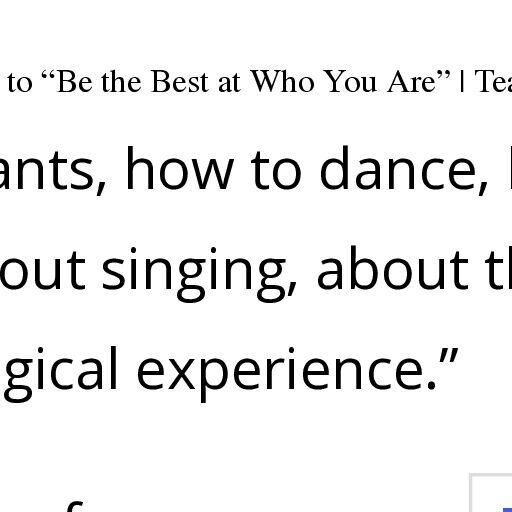 to “Be the Best at Who You Are” | Tea
ants, how to dance,
out singing, about th
gical experience.”